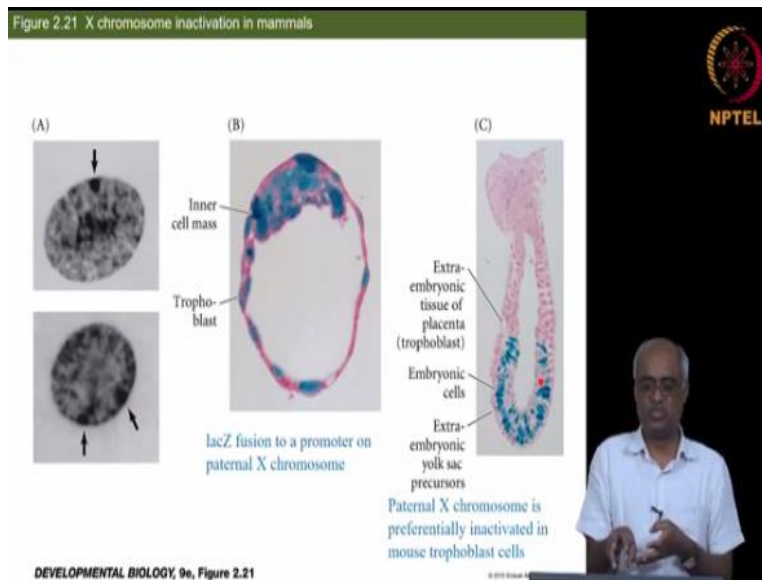 Figure 2.21 X chromosome inactivation in mammals
NPTEL
(A)
(B)
(C)
Inner
cell mass
Tropho-
blast
Extra-
embryonic
tissue of
placenta
(trophoblast)
Embryonic
cells
Extra-
embryonic
yolk sac
precursors
lacZ fusion to a promoter on
paternal X chromosome
Paternal X chromosome is
preferentially inactivated in
mouse trophoblast cells
DEVELOPMENTAL BIOLOGY, 9e, Figure 2.21